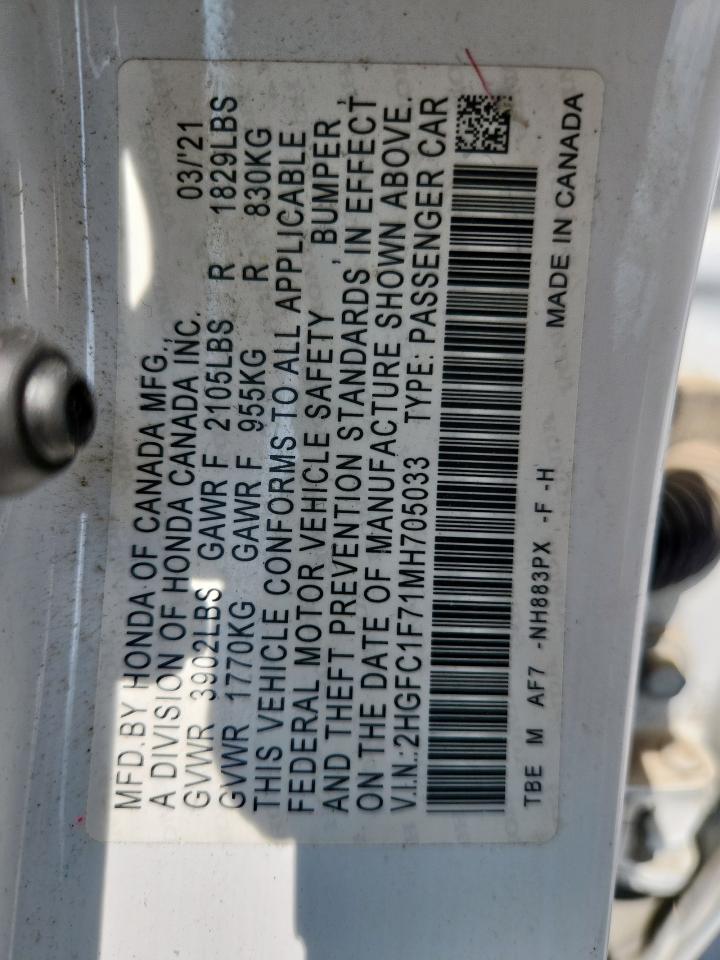 MFD.BY HONDA OF CANADA MFG.,
A DIVISION OF HONDA CANADA INC. 03/'21
GVWR 3902LBS GAWR F 2105LBS R 1829LBS
GVWR 1770KG GAWR F 955KG R 830KG
THIS VEHICLE CONFORMS TO ALL APPLICABLE
FEDERAL MOTOR VEHICLE SAFETY , BUMPER ,
AND THEFT PREVENTION STANDARDS IN EFFECT
ON THE DATE OF MANUFACTURE SHOWN ABOVE.
V.I.N.:2HGFC1F71MH705033 TYPE: PASSENGER CAR
TBE M AF7 -NH883PX -F -H MADE IN CANADA